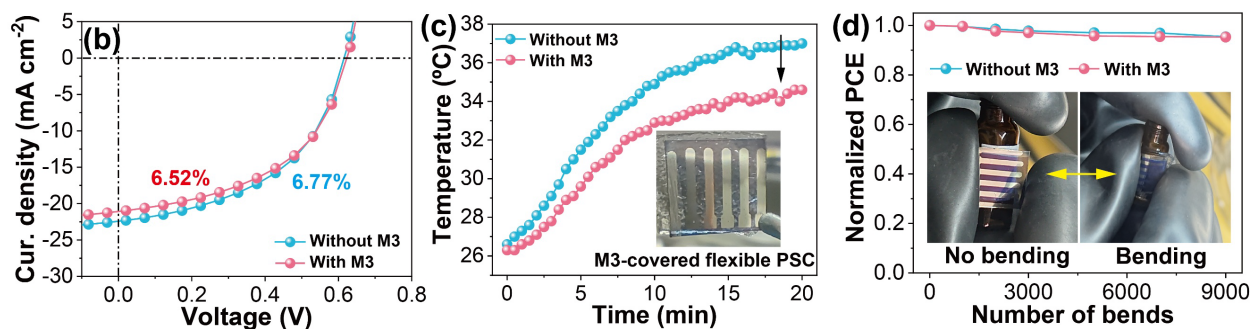 (b)
5
0
-5
-10
-15
-20
-25
-30
Cur. density (mA cm⁻²)
6.52%
6.77%
Without M3
With M3
0.0
0.2
0.4
0.6
0.8
Voltage (V)
(c)
38
36
34
32
30
28
26
Temperature (ºC)
Without M3
With M3
M3-covered flexible PSC
0
5
10
15
20
Time (min)
(d)
1.0
0.8
0.6
0.4
0.2
0.0
Normalized PCE
Without M3
With M3
No bending
Bending
0
3000
6000
9000
Number of bends